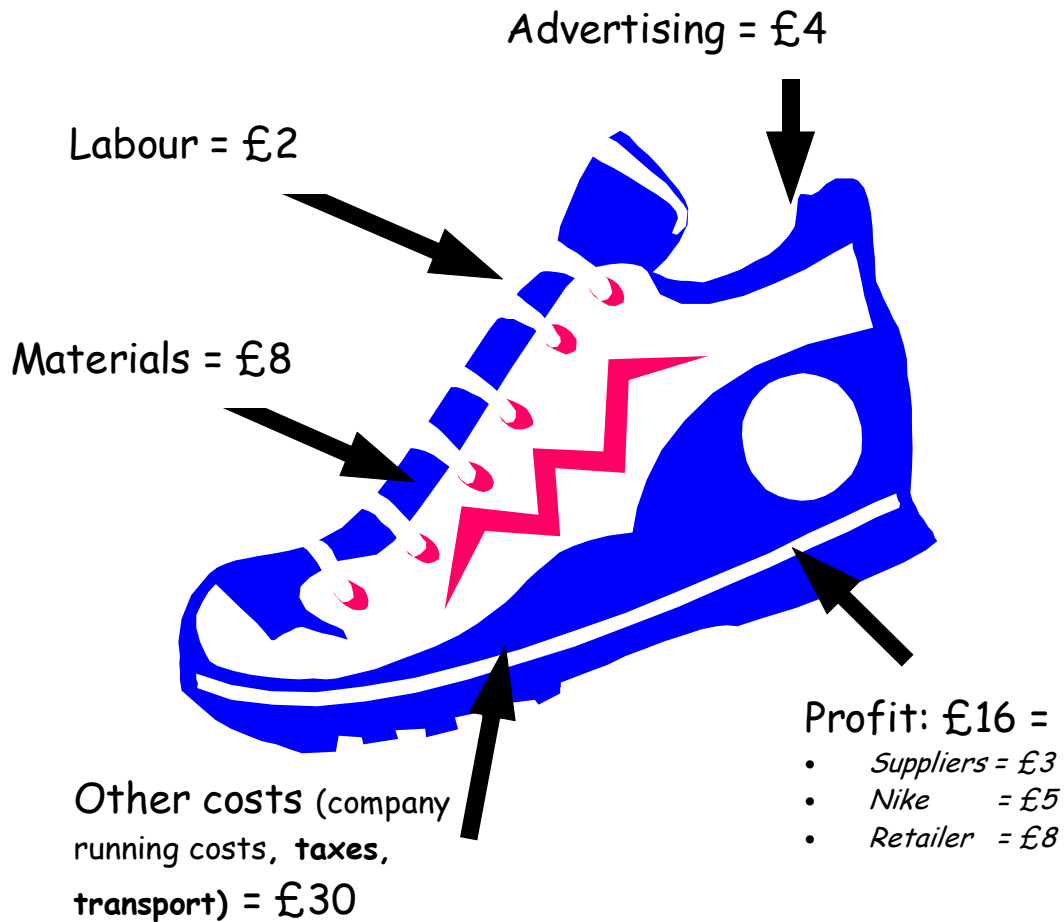 Advertising = £4
Labour = £2
Materials = £8
Profit: £16 =
• Suppliers = £3
• Nike = £5
• Retailer = £8
Other costs (company
running costs, taxes,
transport) = £30